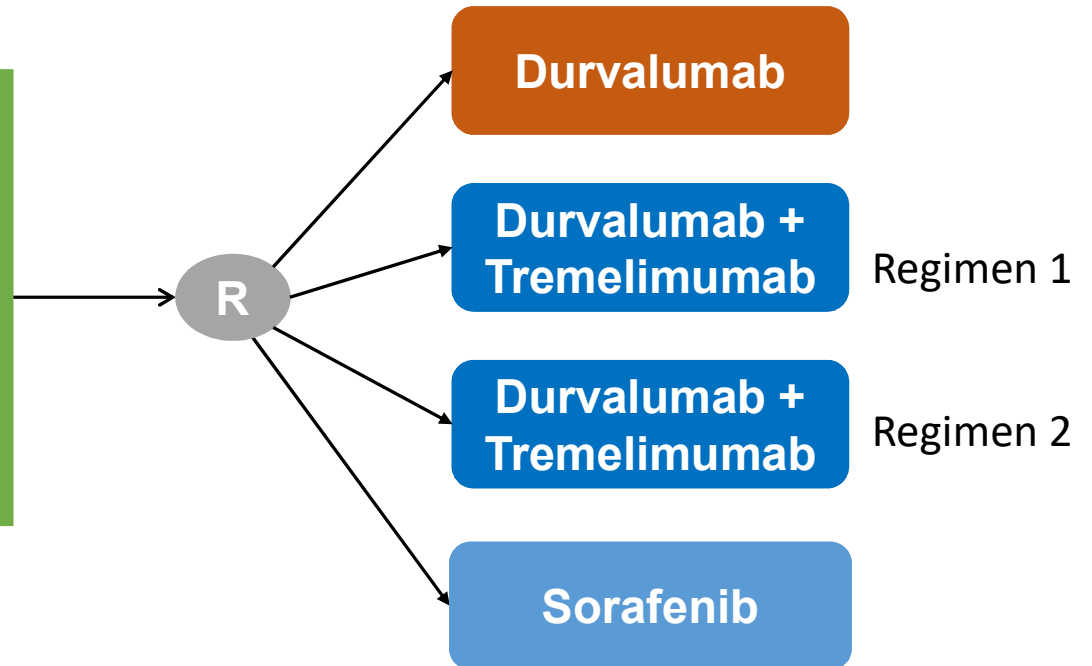 Durvalumab
Durvalumab +
Tremelimumab
Regimen 1
R
Durvalumab +
Tremelimumab
Regimen 2
Sorafenib